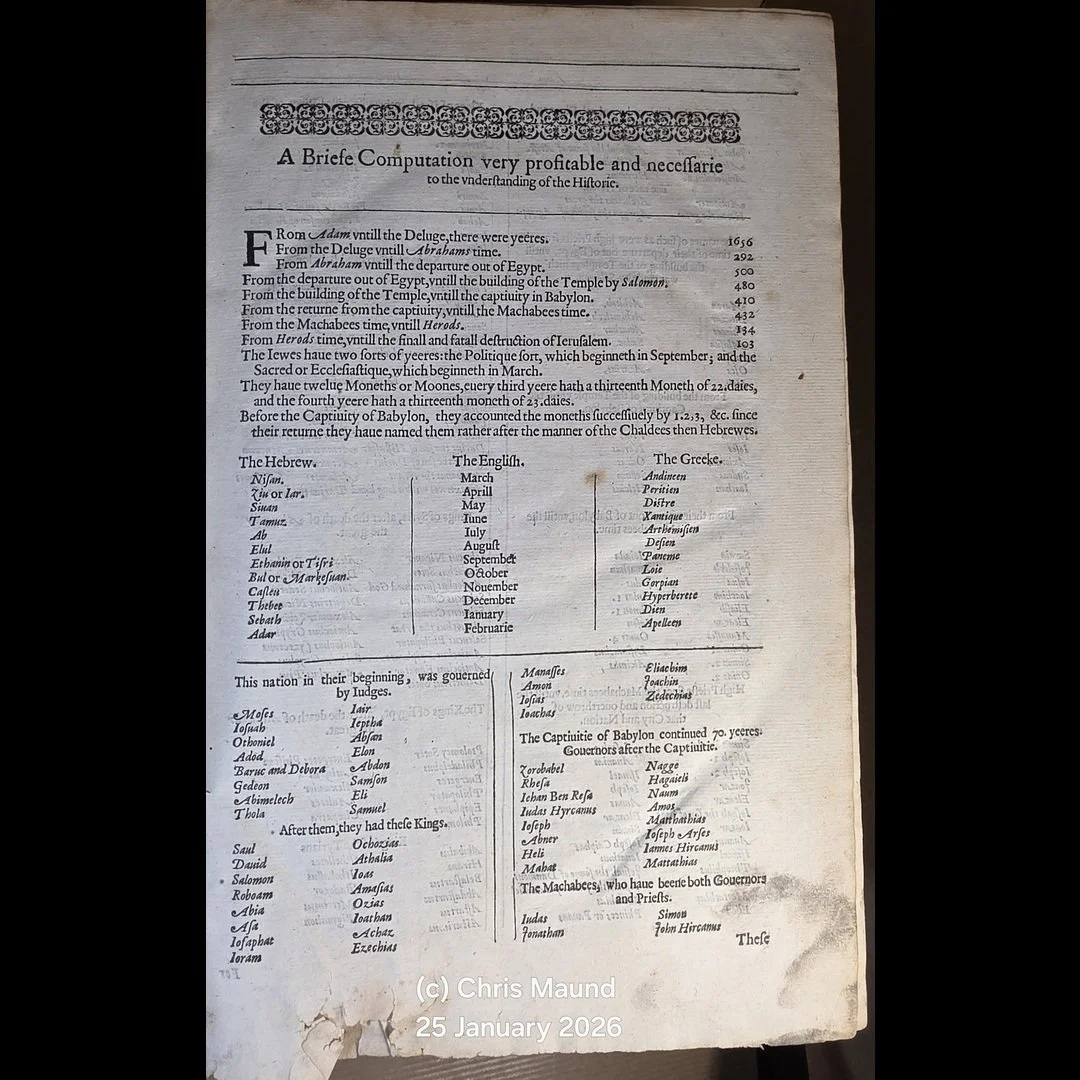 A Briefe Computation very profitable and necessarie
to the vnderstanding of the Historie.
FRom Adam vntill the Deluge, there were yeeres. 1656
From the Deluge vntill Abrahams time. 292
From Abraham vntill the departure out of Egypt. 500
From the departure out of Egypt, vntill the building of the Temple by Salomon. 480
From the building of the Temple, vntill the captiuity in Babylon. 410
From the returne from the captiuity, vntill the Machabees time. 432
From the Machabees time, vntill Herods. 134
From Herods time, vntill the finall and fatall destruction of Ierusalem. 103
The Iewes haue two sorts of yeeres: the Politique sort, which beginneth in September; and the
Sacred or Ecclesiastique, which beginneth in March.
They haue twelue Moneths or Moones, euery third yeere hath a thirteenth Moneth of 22. daies,
and the fourth yeere hath a thirteenth moneth of 23. daies.
Before the Captiuity of Babylon, they accounted the moneths successiuely by 1. 2. 3, &c. since
their returne they haue named them rather after the manner of the Chaldees then Hebrewes.
The Hebrew. The English. The Greeke.
Nisan. March Andineen
Ziu or Iar. Aprill Peritien
Siuan May Distre
Tamuz Iune Xantique
Ab Iuly Arthemisien
Elul August Desien
Ethanin or Tisri September Paneme
Bul or Markesuan. October Loie
Casleu Nouember Gorpian
Thebet December Hyperberete
Sebath Ianuary Dien
Adar Februarie Apelleen
This nation in their beginning, was gouerned
by Iudges.
Moses Iair
Iosuah Ieptha
Othoniel Absan
Adod Elon
Baruc and Debora Abdon
Gedeon Samson
Abimelech Eli
Thola Samuel
After them, they had these Kings.
Saul Ochozias
Dauid Athalia
Salomon Ioas
Roboam Amasias
Abia Ozias
Asa Ioathan
Iosaphat Achaz
Ioram Ezechias
Manasses Eliachim
Amon Joachin
Iosias Zedechias
Ioachas
The Captiuitie of Babylon continued 70. yeeres.
Gouernors after the Captiuitie.
Zorobabel Nagge
Rhesa Hagaieli
Iehan Ben Resa Naum
Iudas Hyrcanus Amos
Ioseph Matthathias
Abner Ioseph Arses
Heli Iannes Hircanus
Mahat Mattathias
The Machabees, who haue beene both Gouernors
and Priests.
Iudas Simon
Jonathan John Hircanus
These
(c) Chris Maund
25 January 2026